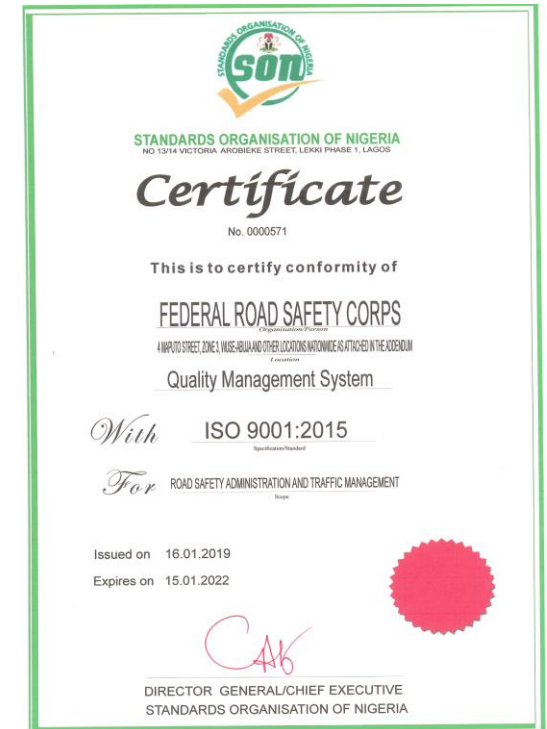 STANDARDS ORGANISATION OF NIGERIA
SON
STANDARDS ORGANISATION OF NIGERIA
NO 13/14 VICTORIA AROBIEKE STREET, LEKKI PHASE 1, LAGOS
Certificate
No. 0000571
This is to certify conformity of
FEDERAL ROAD SAFETY CORPS
Organisation/Person
4 MAPUTO STREET, ZONE 3, WUSE-ABUJA AND OTHER LOCATIONS NATIONWIDE AS ATTACHED IN THE ADDENDUM
Location
Quality Management System
With ISO 9001:2015
Specification/Standard
For ROAD SAFETY ADMINISTRATION AND TRAFFIC MANAGEMENT
Scope
Issued on 16.01.2019
Expires on 15.01.2022
DIRECTOR GENERAL/CHIEF EXECUTIVE
STANDARDS ORGANISATION OF NIGERIA